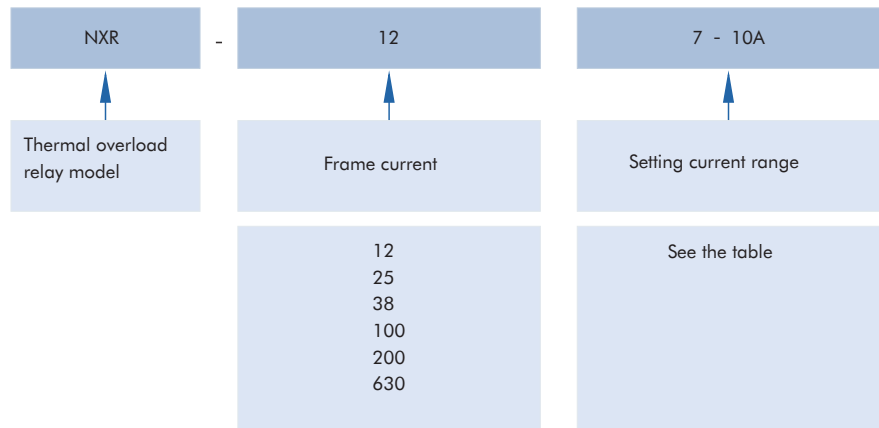 NXR - 12 7 - 10A
Thermal overload
relay model
Frame current
Setting current range
12
25
38
100
200
630
See the table